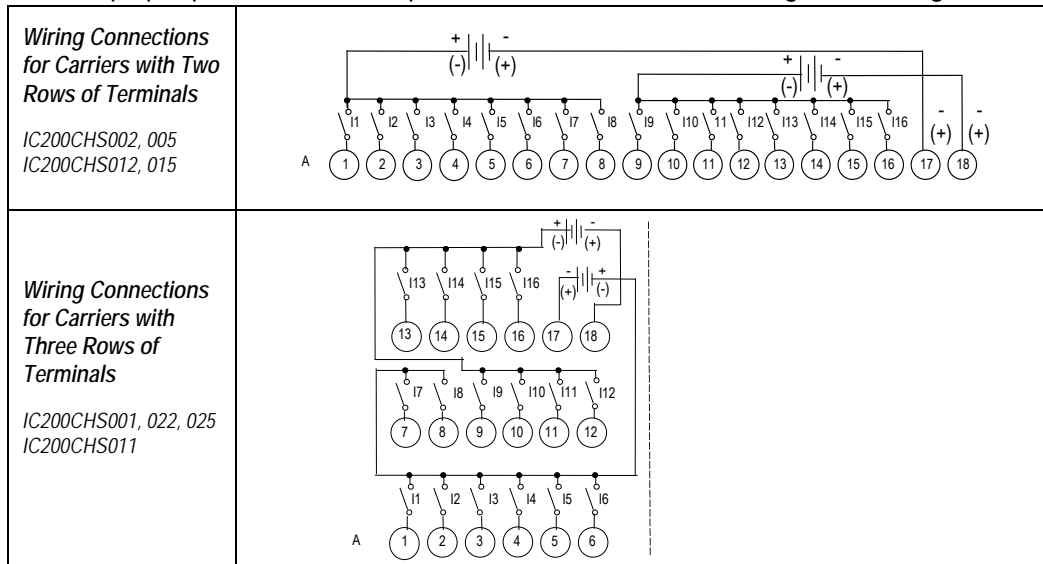 Wiring Connections
for Carriers with Two
Rows of Terminals
IC200CHS002, 005
IC200CHS012, 015
+ -
(-) (+)
+ -
(-) (+)
- -
(+) (+)
I1 I2 I3 I4 I5 I6 I7 I8 I9 I10 I11 I12 I13 I14 I15 I16
A 1 2 3 4 5 6 7 8 9 10 11 12 13 14 15 16 17 18
Wiring Connections
for Carriers with
Three Rows of
Terminals
IC200CHS001, 022, 025
IC200CHS011
+ -
(-) (+)
- +
(+) (-)
I13 I14 I15 I16
13 14 15 16 17 18
I7 I8 I9 I10 I11 I12
7 8 9 10 11 12
I1 I2 I3 I4 I5 I6
A 1 2 3 4 5 6